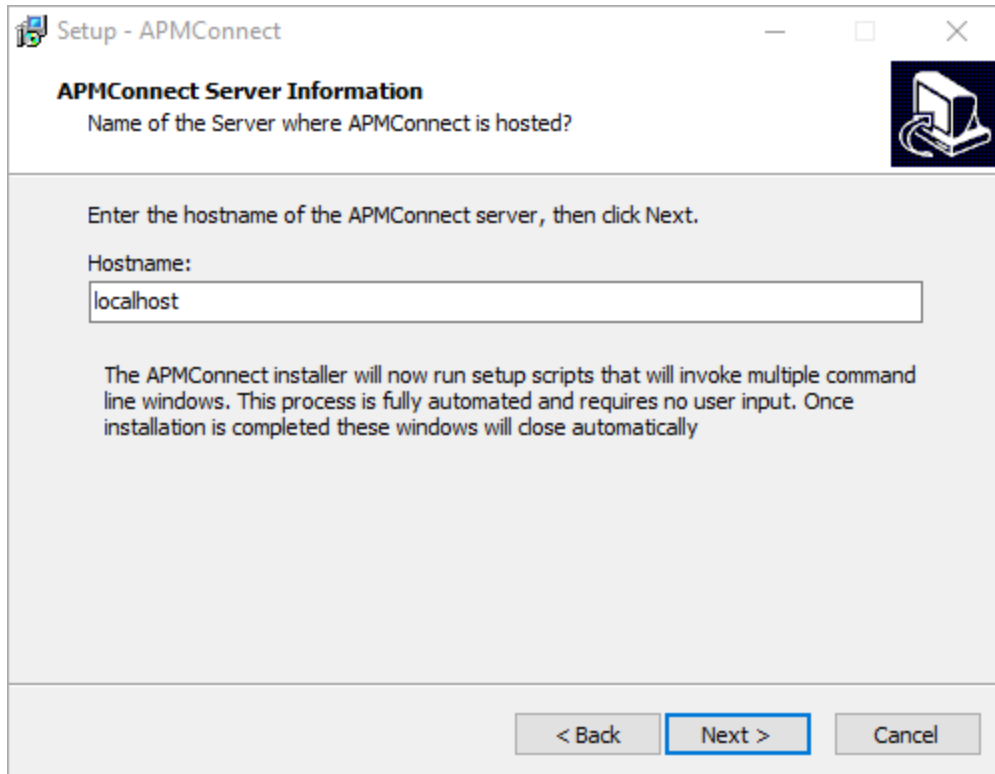 Setup - APMConnect
APMConnect Server Information
Name of the Server where APMConnect is hosted?
Enter the hostname of the APMConnect server, then click Next.
Hostname:
localhost
The APMConnect installer will now run setup scripts that will invoke multiple command
line windows. This process is fully automated and requires no user input. Once
installation is completed these windows will close automatically
< Back
Next >
Cancel